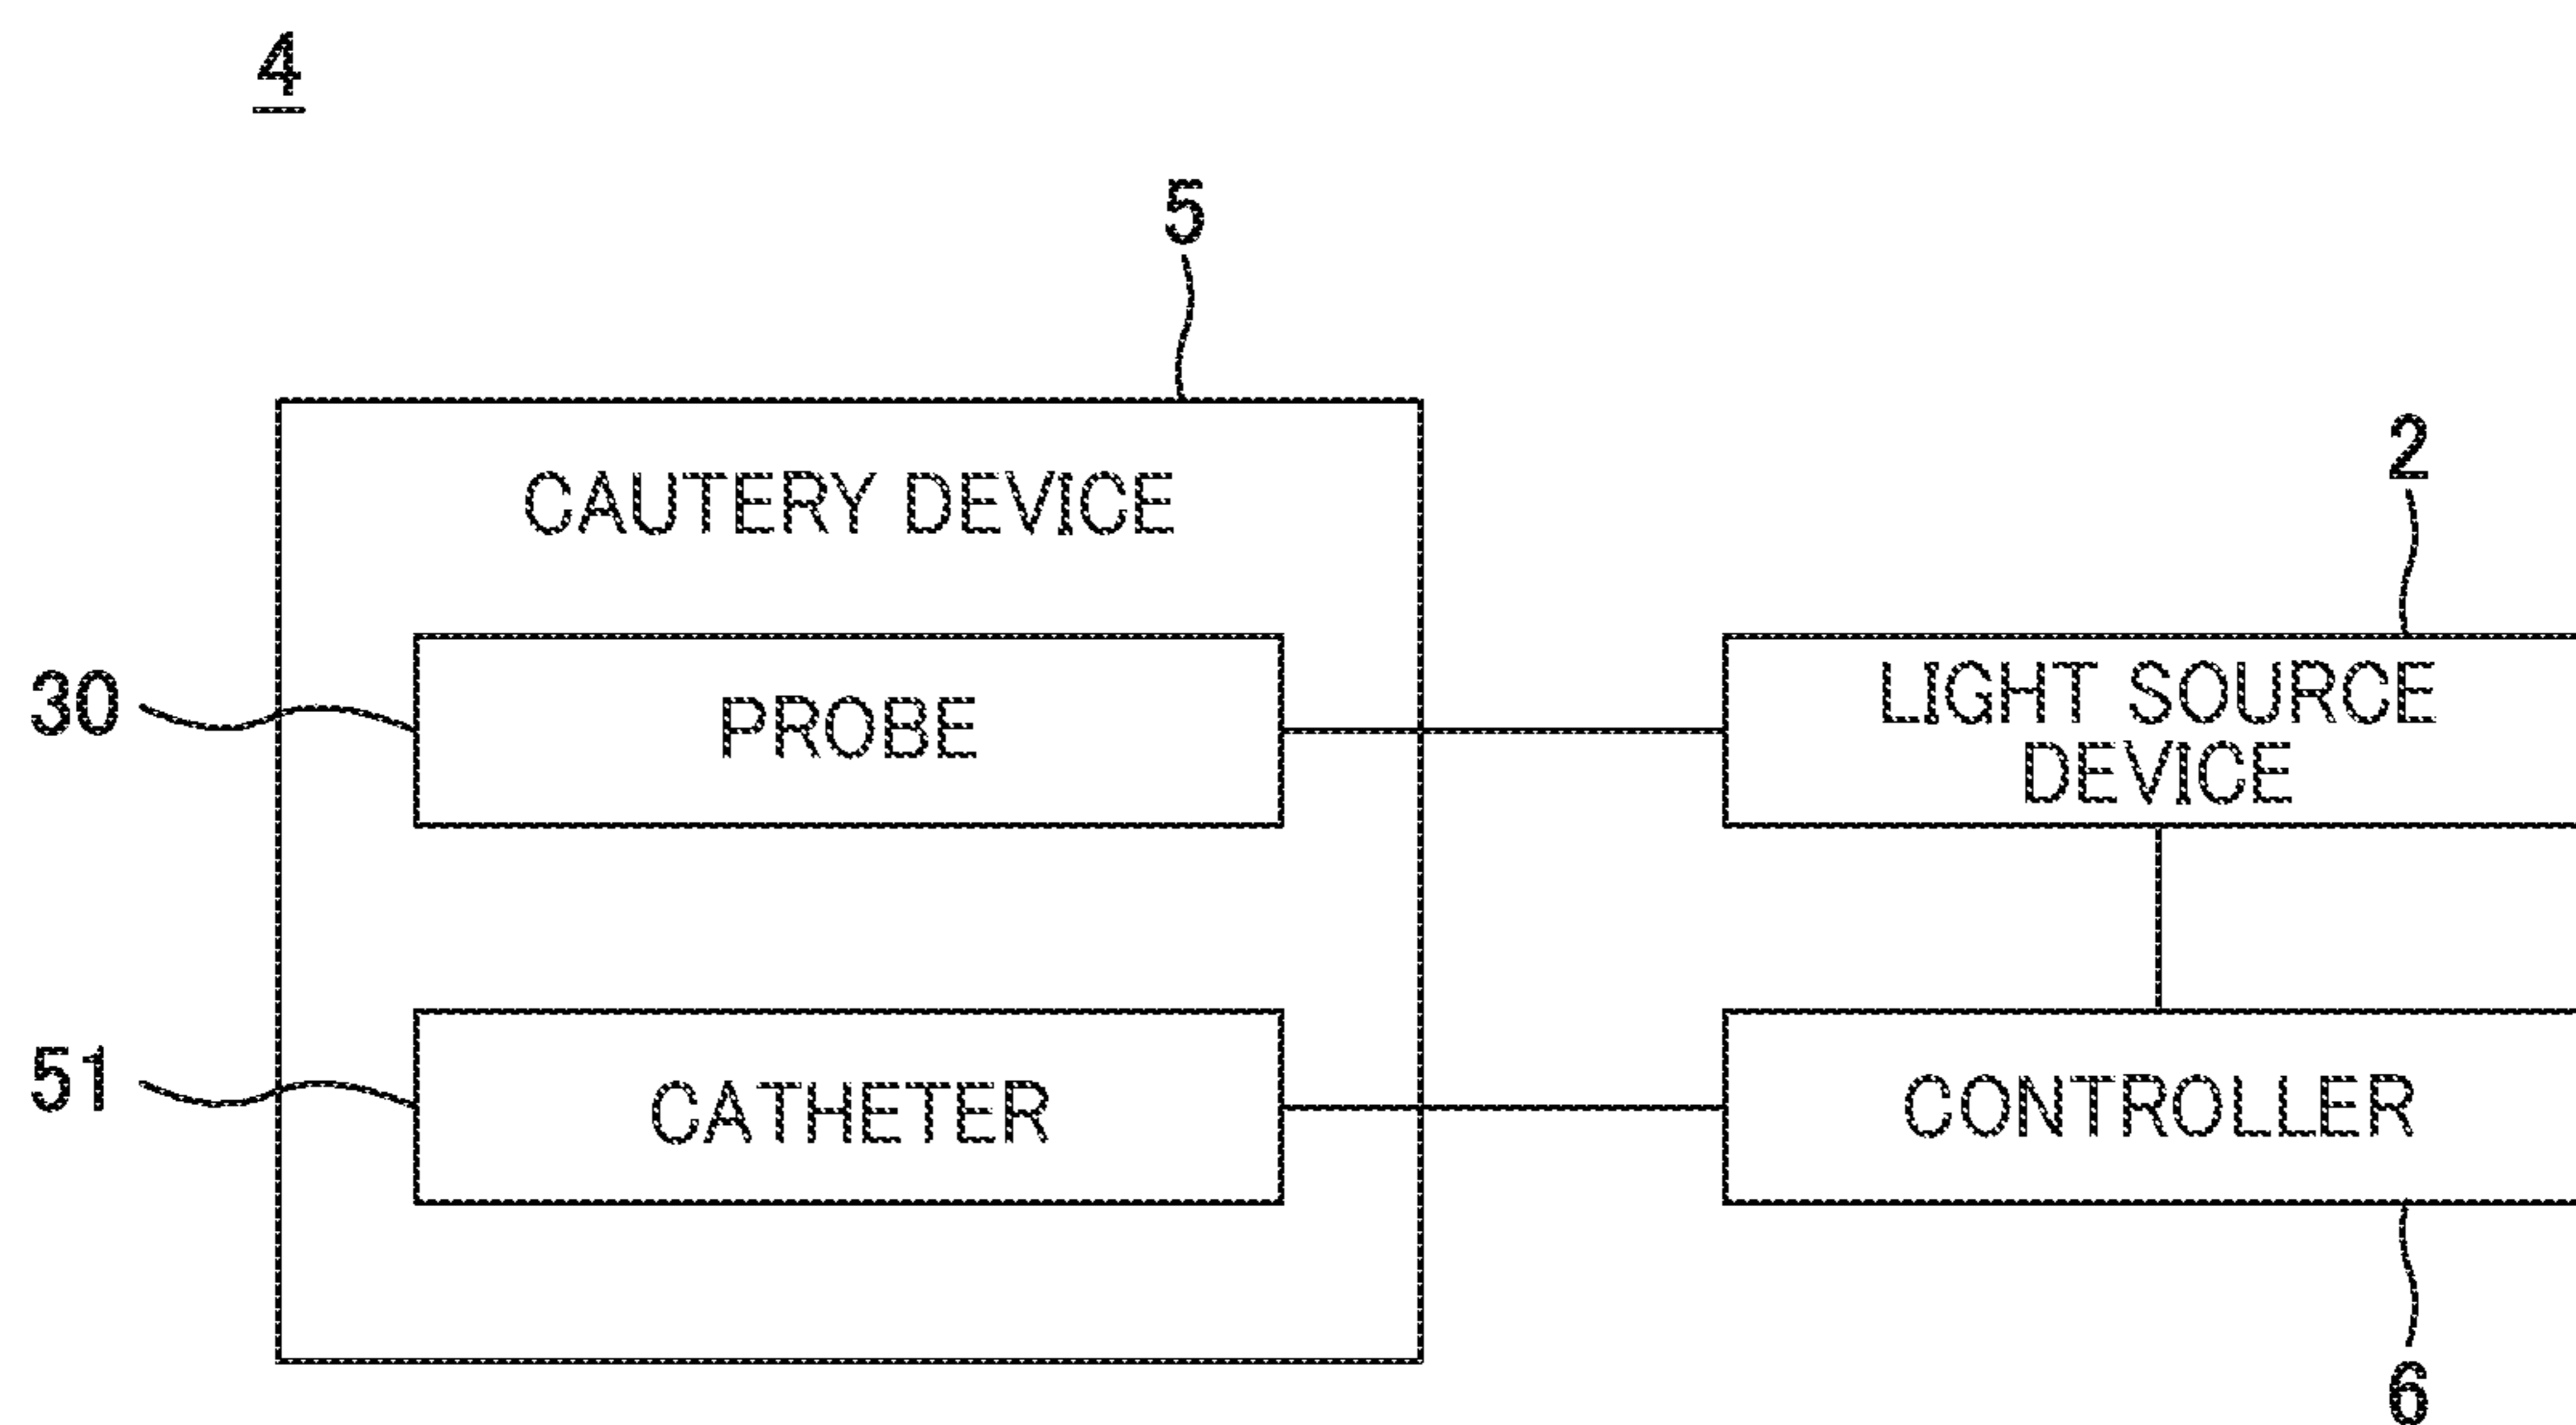 4
5
CAUTERY DEVICE
2
30
PROBE
LIGHT SOURCE
DEVICE
51
CATHETER
CONTROLLER
6